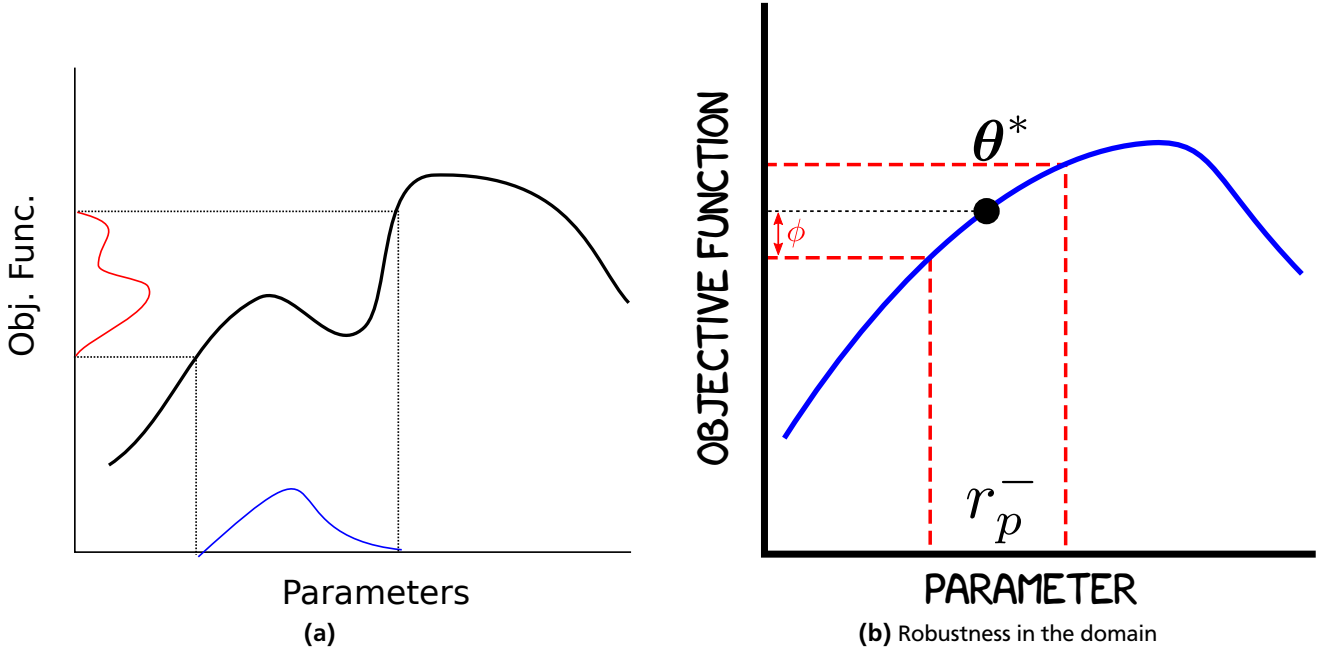 Obj. Func.
Parameters
(a)
OBJECTIVE FUNCTION
θ*
ϕ
r_p^−
PARAMETER
(b) Robustness in the domain